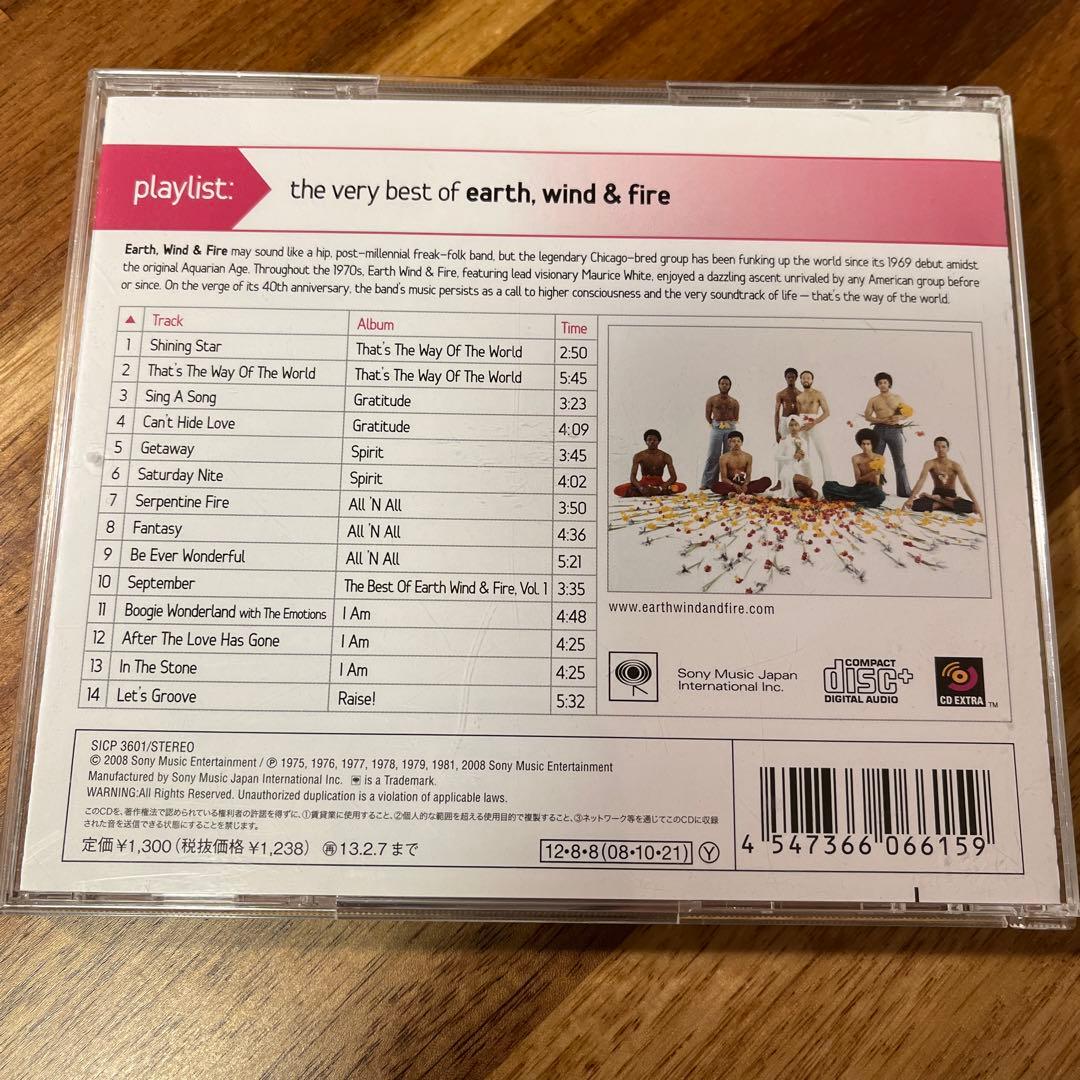 playlist: the very best of earth, wind & fire
Earth, Wind & Fire may sound like a hip, post-millennial freak-folk band, but the legendary Chicago-bred group has been funking up the world since its 1969 debut amidst
the original Aquarian Age. Throughout the 1970s, Earth Wind & Fire, featuring lead visionary Maurice White, enjoyed a dazzling ascent unrivaled by any American group before
or since. On the verge of its 40th anniversary, the band's music persists as a call to higher consciousness and the very soundtrack of life — that's the way of the world.
▲ Track Album Time
1 Shining Star That's The Way Of The World 2:50
2 That's The Way Of The World That's The Way Of The World 5:45
3 Sing A Song Gratitude 3:23
4 Can't Hide Love Gratitude 4:09
5 Getaway Spirit 3:45
6 Saturday Nite Spirit 4:02
7 Serpentine Fire All 'N All 3:50
8 Fantasy All 'N All 4:36
9 Be Ever Wonderful All 'N All 5:21
10 September The Best Of Earth Wind & Fire, Vol. 1 3:35
11 Boogie Wonderland with The Emotions I Am 4:48
12 After The Love Has Gone I Am 4:25
13 In The Stone I Am 4:25
14 Let's Groove Raise! 5:32
www.earthwindandfire.com
Sony Music Japan
International Inc.
COMPACT
disc+
DIGITAL AUDIO
CD EXTRA TM
SICP 3601/STEREO
© 2008 Sony Music Entertainment / ℗ 1975, 1976, 1977, 1978, 1979, 1981, 2008 Sony Music Entertainment
Manufactured by Sony Music Japan International Inc. is a Trademark.
WARNING:All Rights Reserved. Unauthorized duplication is a violation of applicable laws.
このCDを、著作権法で認められている権利者の許諾を得ずに、①賃貸業に使用すること、②個人的な範囲を超える使用目的で複製すること、③ネットワーク等を通じてこのCDに収録
された音を送信できる状態にすることを禁じます。
定価¥1,300(税抜価格¥1,238) ㊢13.2.7まで
12・8・8(08・10・21) Ⓨ
4 547366 066159